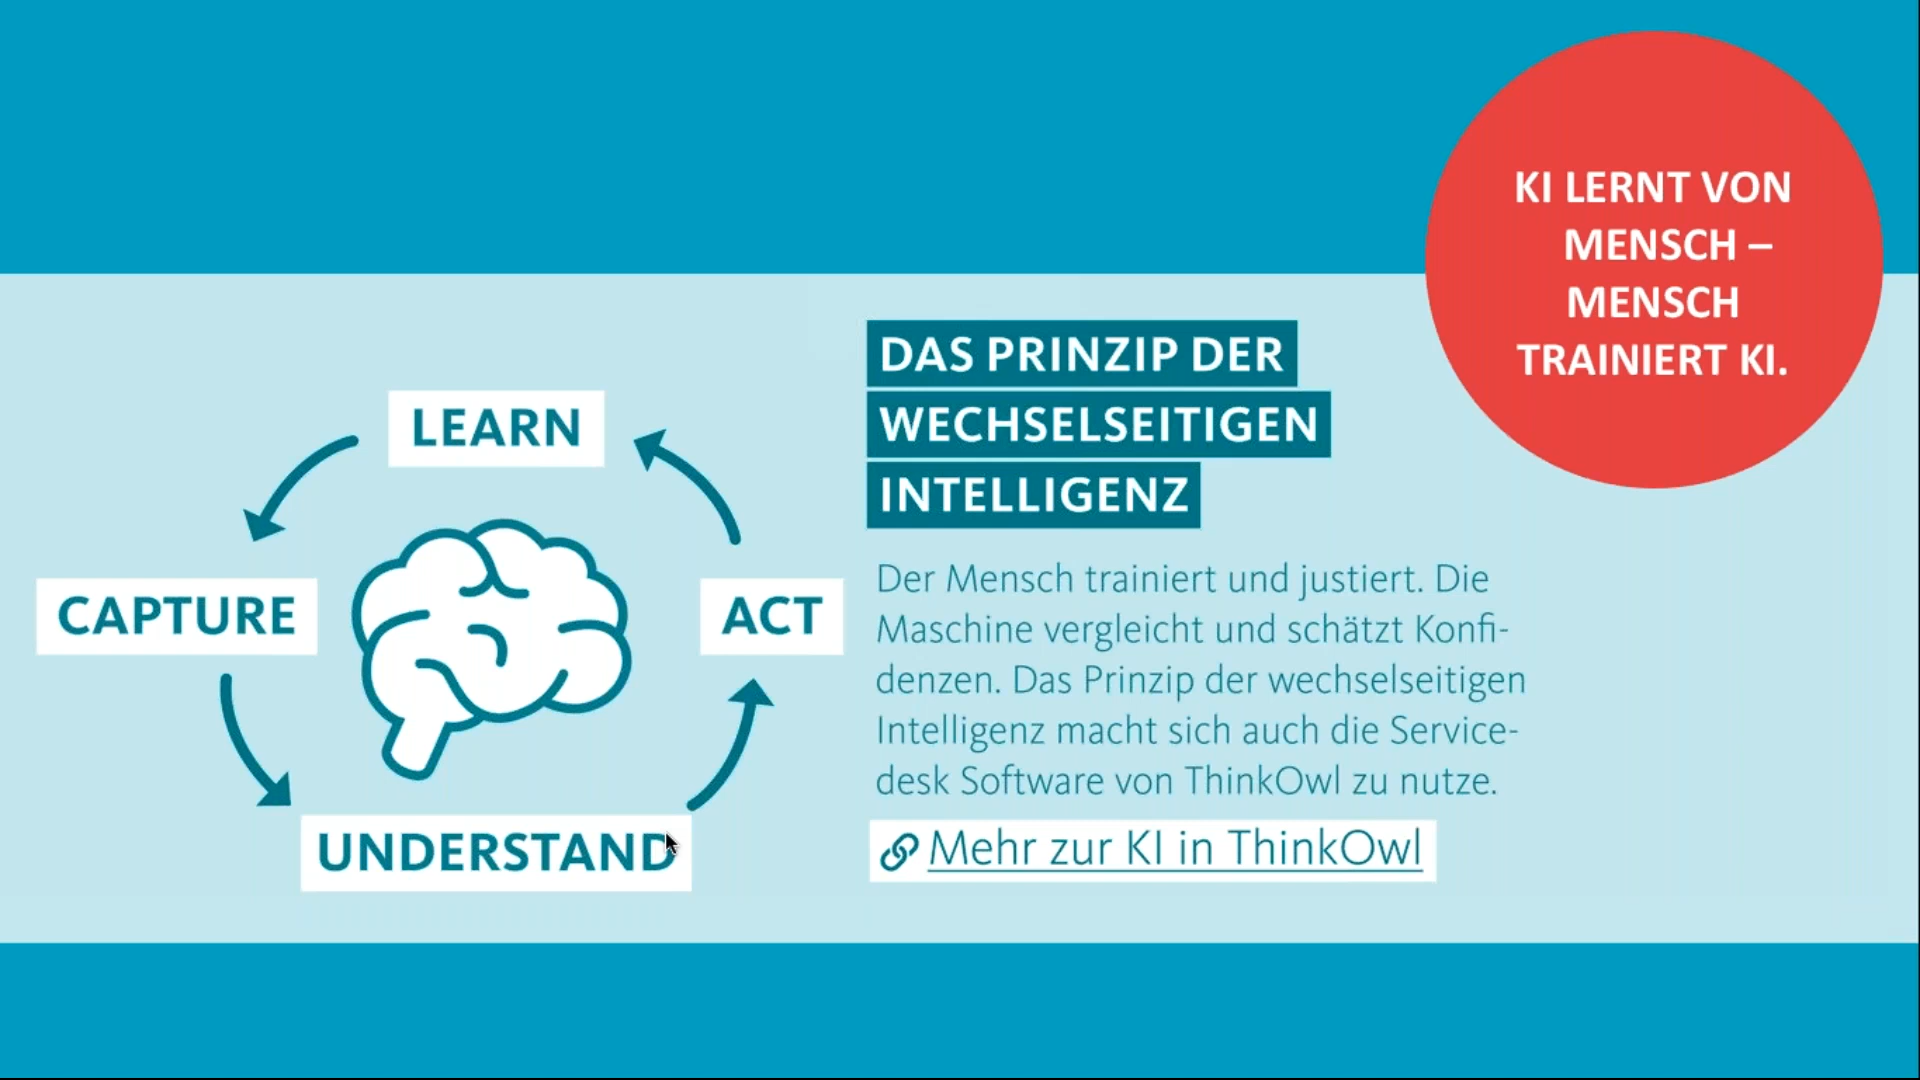 KI LERNT VON
MENSCH –
MENSCH
TRAINIERT KI.
DAS PRINZIP DER
WECHSELSEITIGEN
INTELLIGENZ
LEARN
CAPTURE
ACT
UNDERSTAND
Der Mensch trainiert und justiert. Die
Maschine vergleicht und schätzt Konfi-
denzen. Das Prinzip der wechselseitigen
Intelligenz macht sich auch die Service-
desk Software von ThinkOwl zu nutze.
Mehr zur KI in ThinkOwl